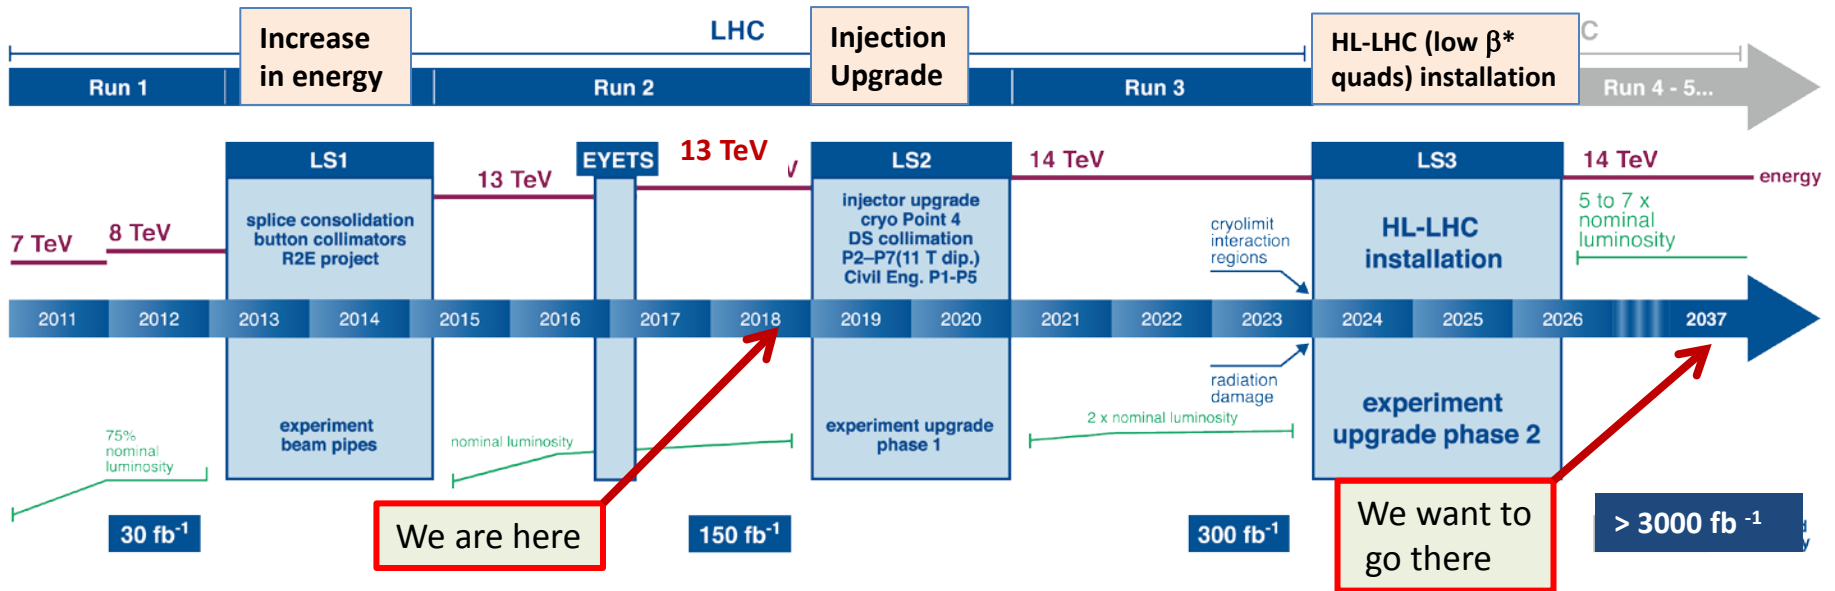 LHC
C
Increase
in energy
Injection
Upgrade
HL-LHC (low β*
quads) installation
Run 1
Run 2
Run 3
Run 4 - 5...
LS1
EYETS
13 TeV
V
LS2
14 TeV
LS3
14 TeV
energy
13 TeV
7 TeV
8 TeV
splice consolidation
button collimators
R2E project
injector upgrade
cryo Point 4
DS collimation
P2–P7(11 T dip.)
Civil Eng. P1-P5
cryolimit
interaction
regions
HL-LHC
installation
5 to 7 x
nominal
luminosity
2011
2012
2013
2014
2015
2016
2017
2018
2019
2020
2021
2022
2023
2024
2025
2026
2037
radiation
damage
75%
nominal
luminosity
experiment
beam pipes
nominal luminosity
experiment upgrade
phase 1
2 x nominal luminosity
experiment
upgrade phase 2
30 fb⁻¹
We are here
150 fb⁻¹
300 fb⁻¹
We want to
go there
> 3000 fb ⁻¹